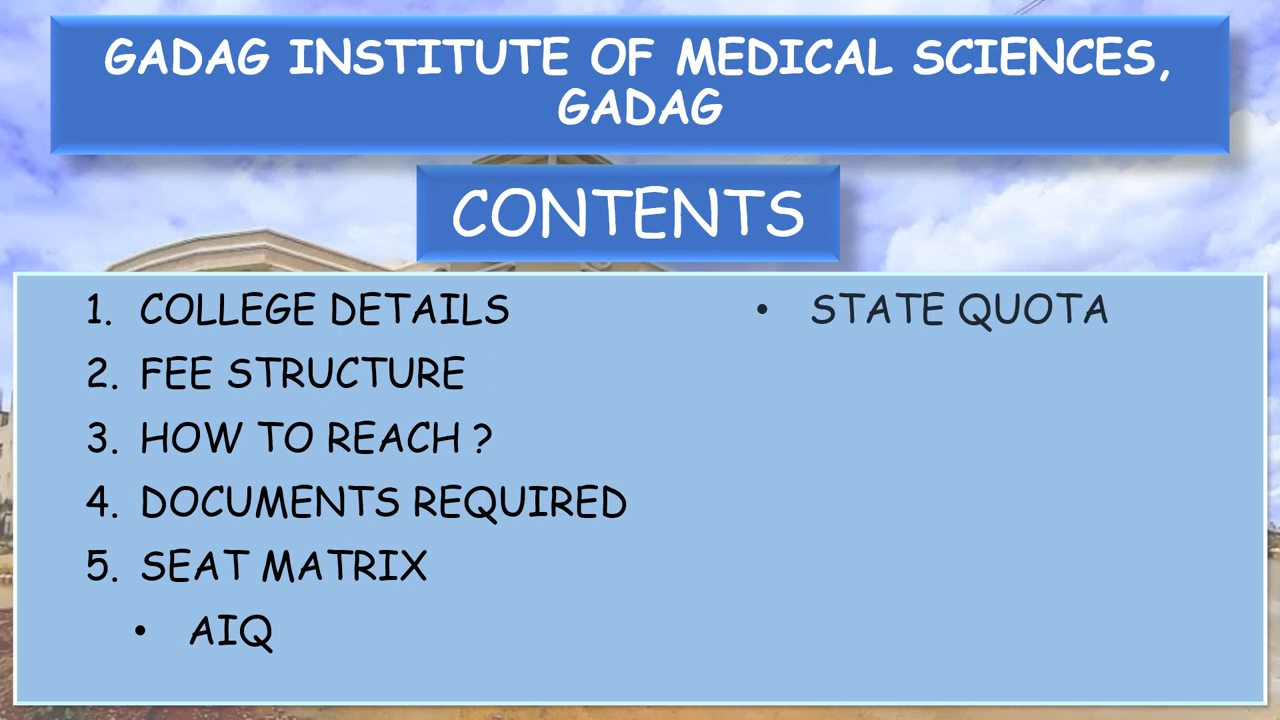 GADAG INSTITUTE OF MEDICAL SCIENCES,
GADAG
CONTENTS
1. COLLEGE DETAILS
2. FEE STRUCTURE
3. HOW TO REACH ?
4. DOCUMENTS REQUIRED
5. SEAT MATRIX
• AIQ
• STATE QUOTA